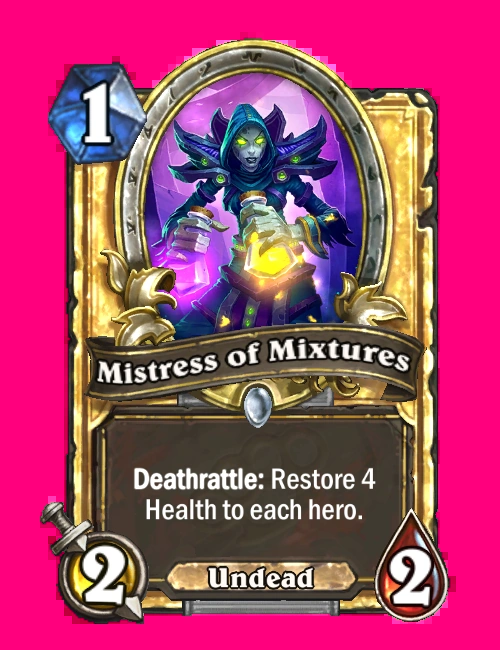 1
Mistress of Mixtures
Deathrattle: Restore 4
Health to each hero.
2
Undead
2